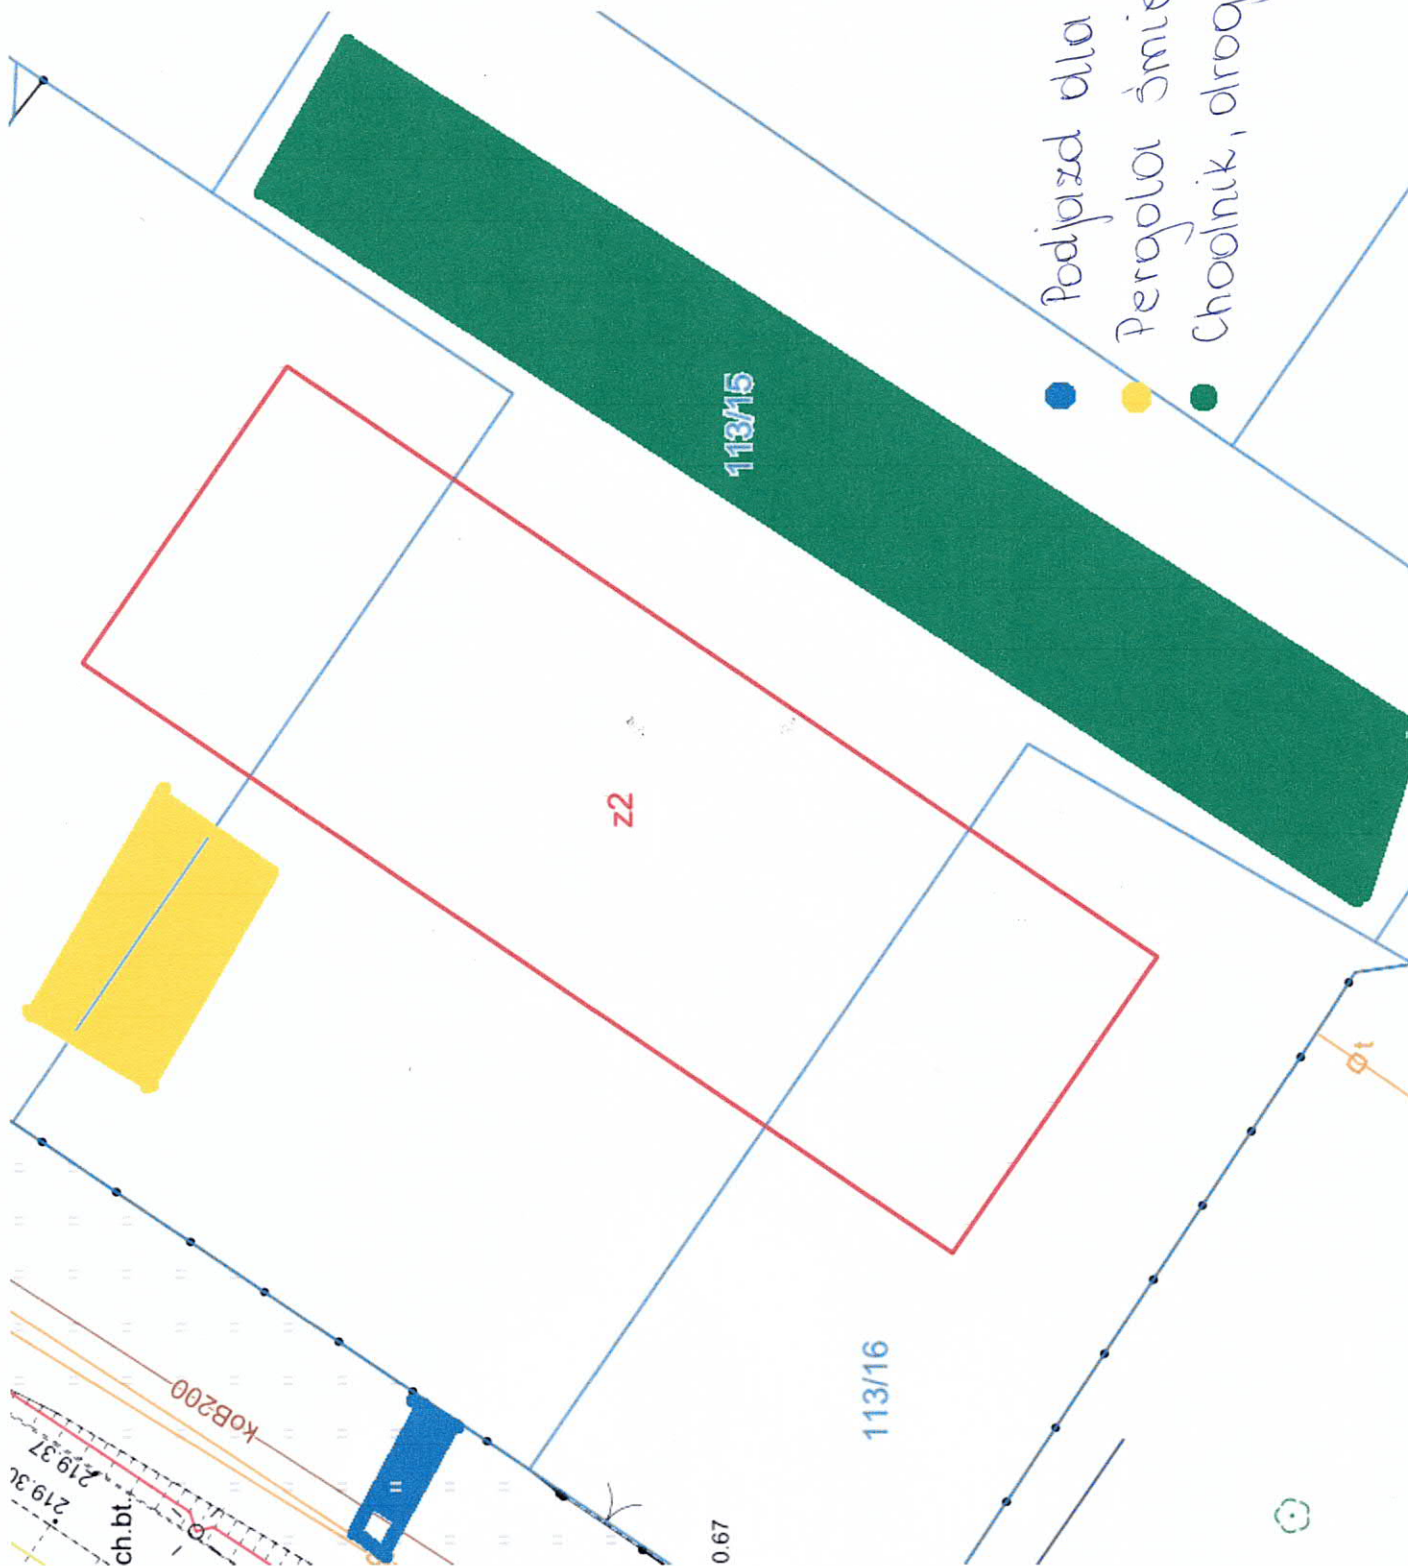 Podjazd dla
Pergola śmie
Chodnik, drog
113/15
z2
113/16
koB200
219.37
219.30
ch.bt.
0.67
t